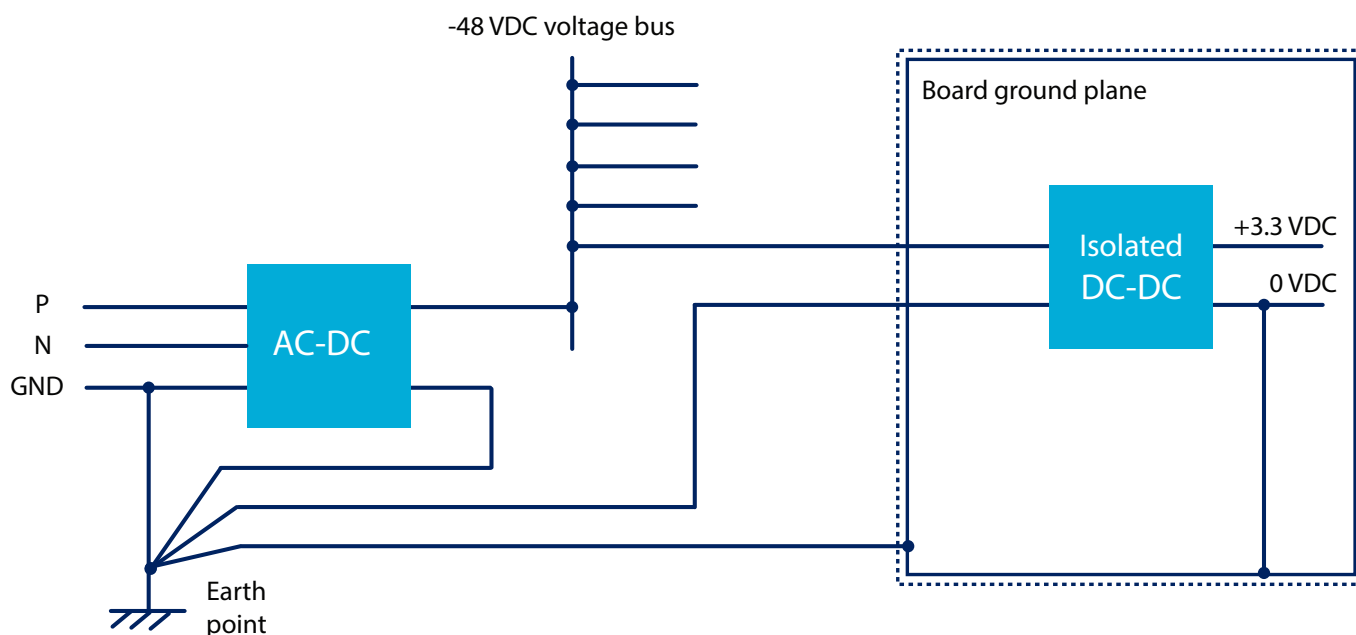 -48 VDC voltage bus
Board ground plane
+3.3 VDC
Isolated
DC-DC
0 VDC
P
N
AC-DC
GND
Earth
point